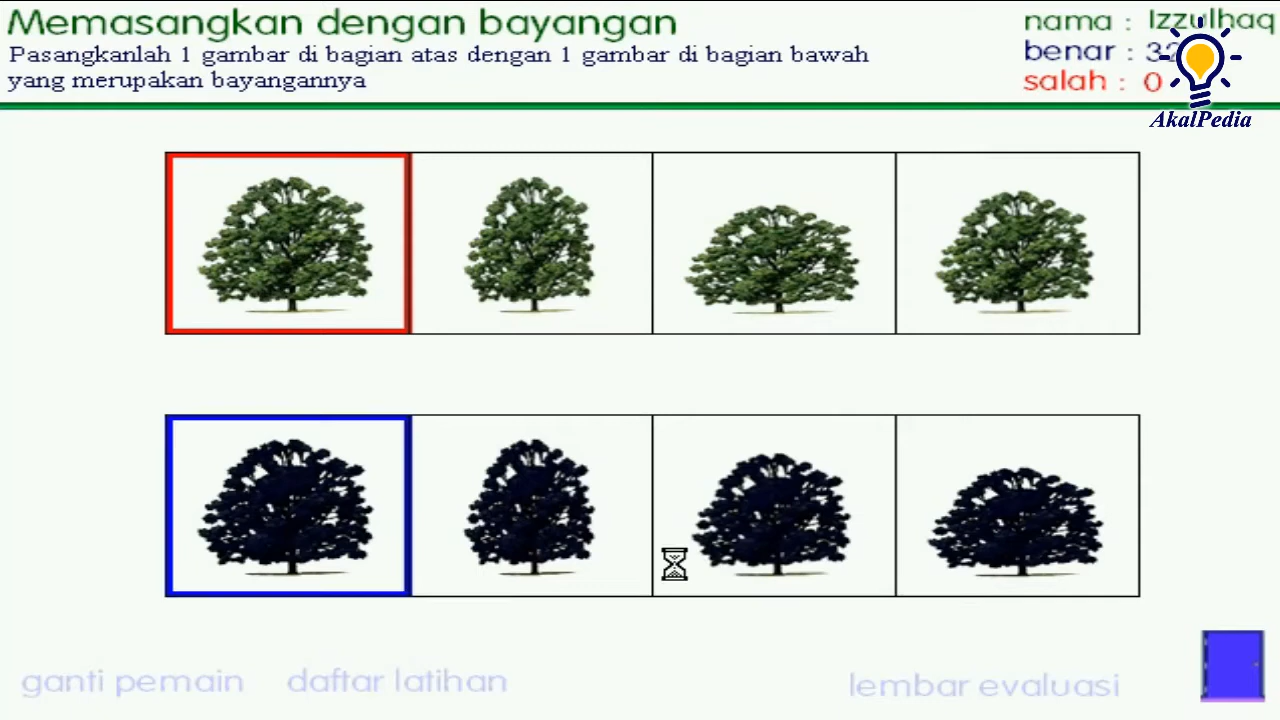 Memasangkan dengan bayangan
Pasangkanlah 1 gambar di bagian atas dengan 1 gambar di bagian bawah
yang merupakan bayangannya
nama : Izzulhaq
benar : 32
salah : 0
AkalPedia
ganti pemain daftar latihan lembar evaluasi